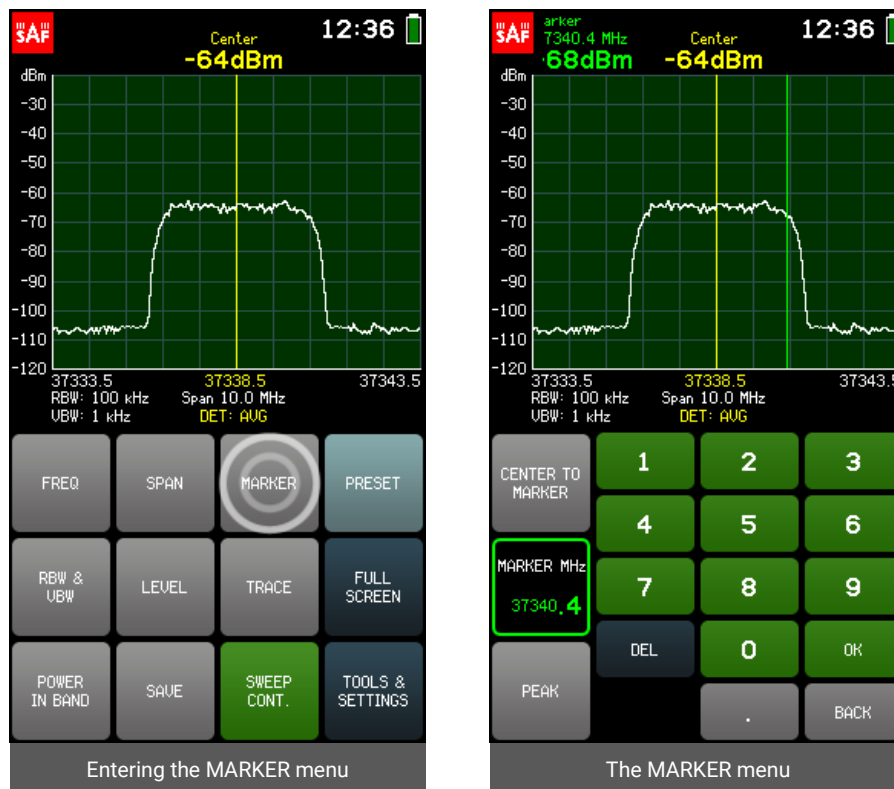 SAF
Center
12:36
-64dBm
dBm
-30
-40
-50
-60
-70
-80
-90
-100
-110
-120
37333.5 37338.5 37343.5
RBW: 100 kHz Span 10.0 MHz
VBW: 1 kHz DET: AVG
FREQ SPAN MARKER PRESET
RBW & VBW LEVEL TRACE FULL SCREEN
POWER IN BAND SAVE SWEEP CONT. TOOLS & SETTINGS
Entering the MARKER menu
SAF
arker
7340.4 MHz
Center
12:36
-68dBm -64dBm
dBm
-30
-40
-50
-60
-70
-80
-90
-100
-110
-120
37333.5 37338.5 37343.5
RBW: 100 kHz Span 10.0 MHz
VBW: 1 kHz DET: AVG
CENTER TO MARKER
1 2 3
4 5 6
MARKER MHz
37340.4
7 8 9
DEL 0 OK
PEAK
. BACK
The MARKER menu